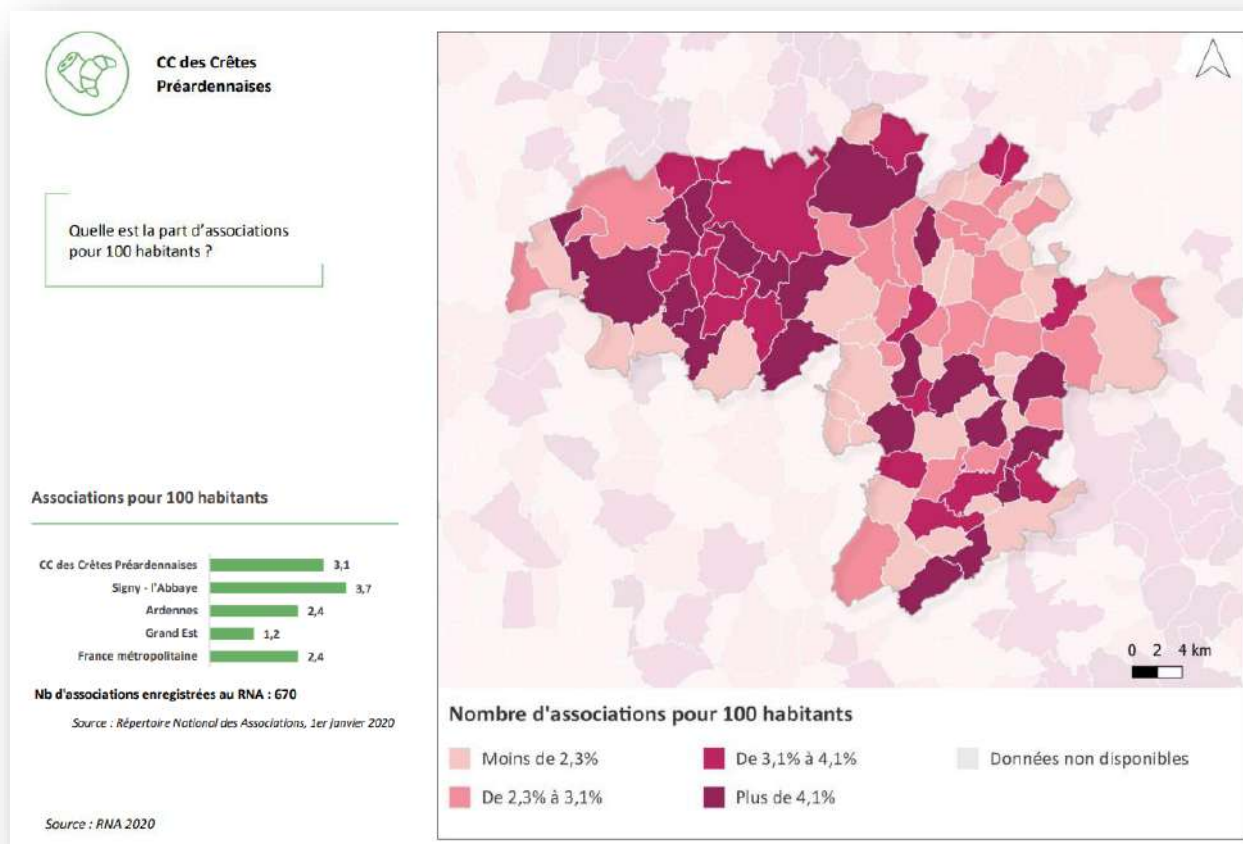 CC des Crêtes
Préardennaises
Quelle est la part d'associations
pour 100 habitants ?
Associations pour 100 habitants
CC des Crêtes Préardennaises 3,1
Signy - l'Abbaye 3,7
Ardennes 2,4
Grand Est 1,2
France métropolitaine 2,4
Nb d'associations enregistrées au RNA : 670
Source : Répertoire National des Associations, 1er janvier 2020
Source : RNA 2020
0 2 4 km
Nombre d'associations pour 100 habitants
Moins de 2,3%
De 2,3% à 3,1%
De 3,1% à 4,1%
Plus de 4,1%
Données non disponibles